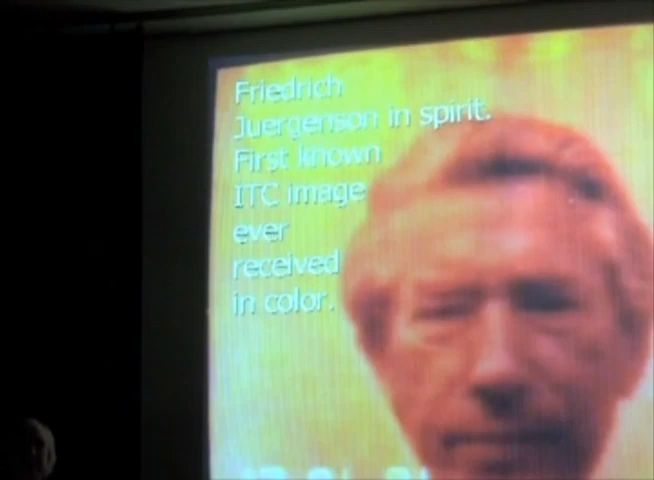 Friedrich
Juergenson in spirit.
First known
ITC image
ever
received
in color.